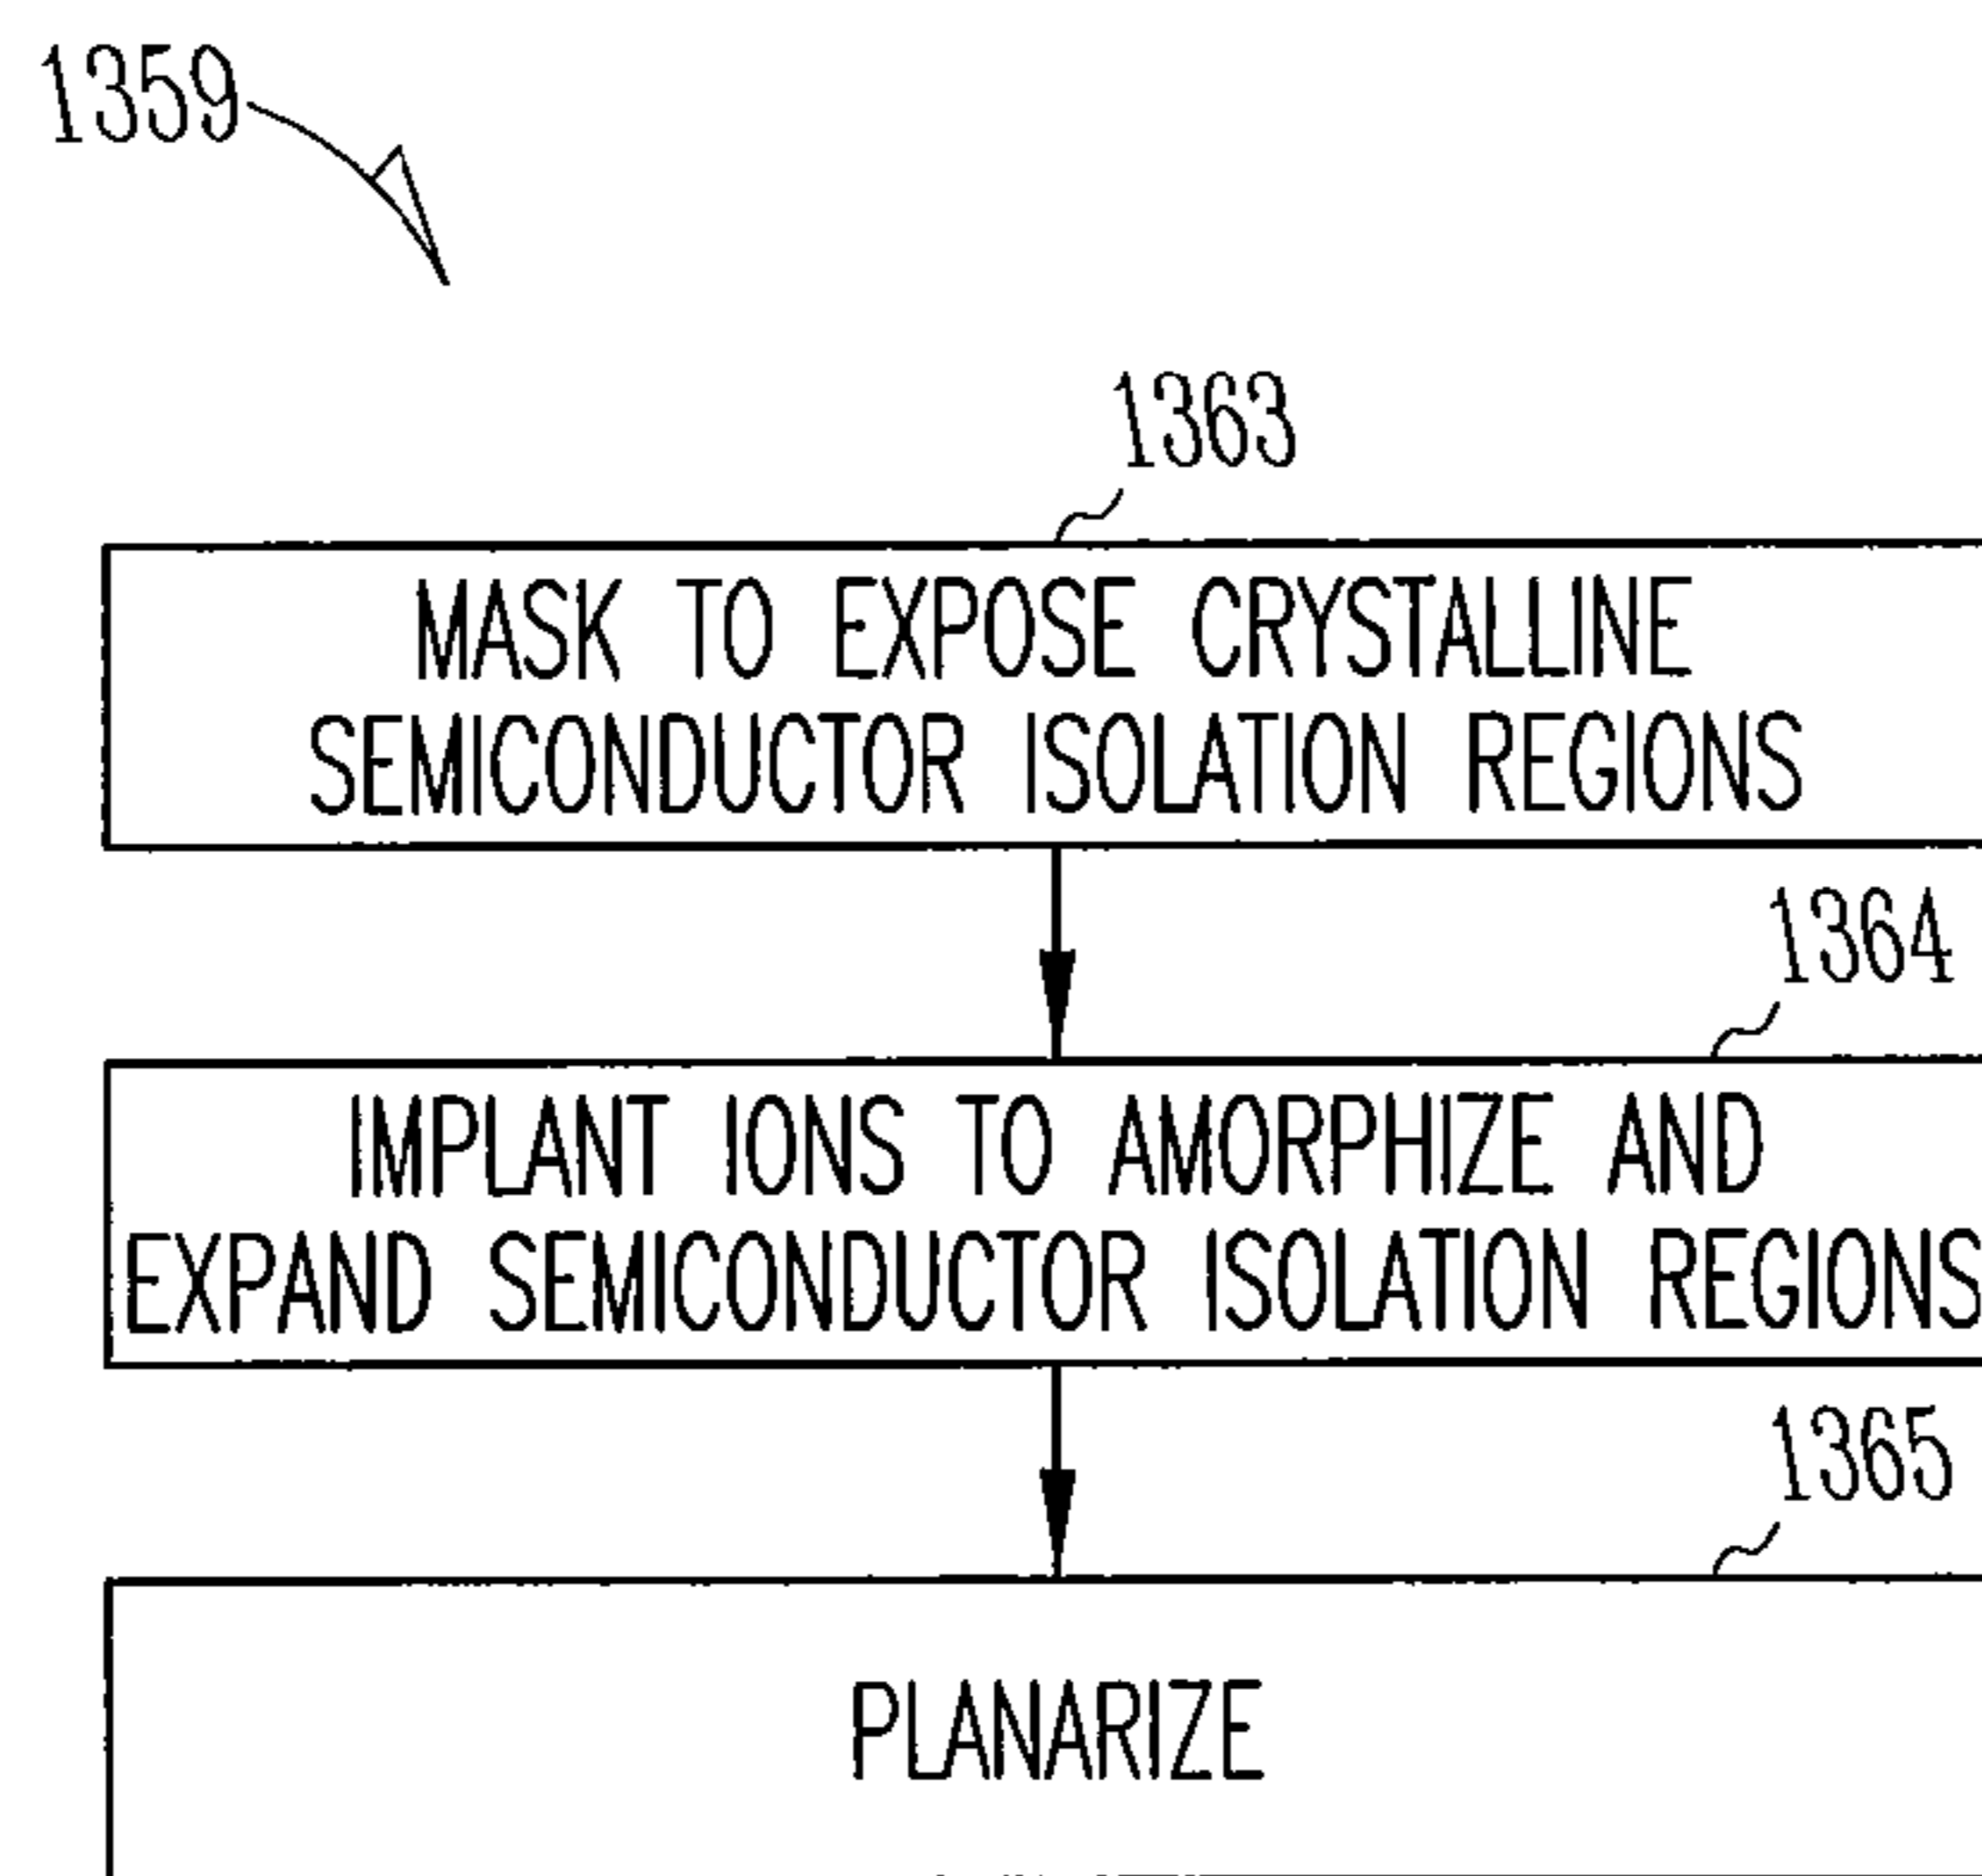 1359
1363
MASK TO EXPOSE CRYSTALLINE
SEMICONDUCTOR ISOLATION REGIONS
1364
IMPLANT IONS TO AMORPHIZE AND
EXPAND SEMICONDUCTOR ISOLATION REGIONS
1365
PLANARIZE